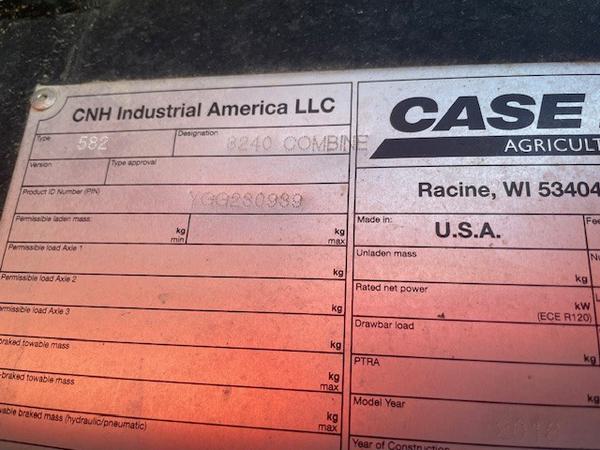 CNH Industrial America LLC
Type
582
Designation
8240 COMBINE
Version
Type approval
Product ID Number (PIN)
YGG230939
Permissible laden mass:
kg
min
kg
max
Permissible load Axle 1
kg
Permissible load Axle 2
kg
Permissible load Axle 3
kg
braked towable mass
kg
-braked towable mass
kg
max
braked mass (hydraulic/pneumatic)
kg
max
CASE
AGRICULT
Racine, WI 53404
Made in:
U.S.A.
Unladen mass
kg
Rated net power
kW
(ECE R120)
Drawbar load
kg
PTRA
kg
Model Year
Year of Construction